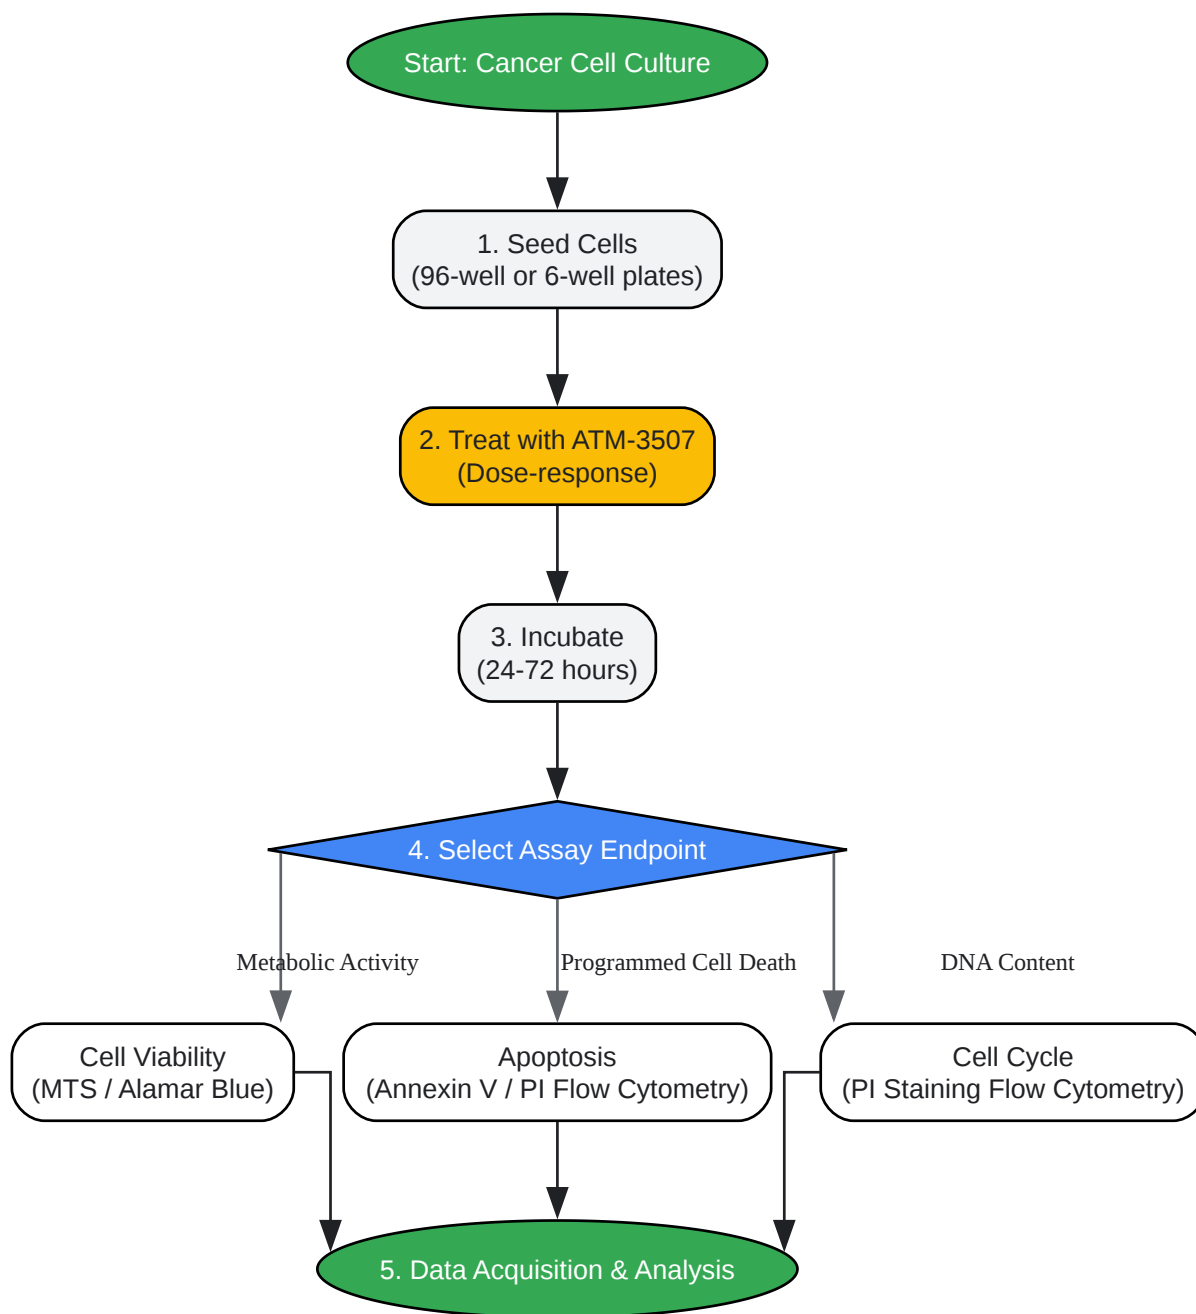 Start: Cancer Cell Culture
1. Seed Cells
(96-well or 6-well plates)
2. Treat with ATM-3507
(Dose-response)
3. Incubate
(24-72 hours)
4. Select Assay Endpoint
Metabolic Activity
Programmed Cell Death
DNA Content
Cell Viability
(MTS / Alamar Blue)
Apoptosis
(Annexin V / PI Flow Cytometry)
Cell Cycle
(PI Staining Flow Cytometry)
5. Data Acquisition & Analysis